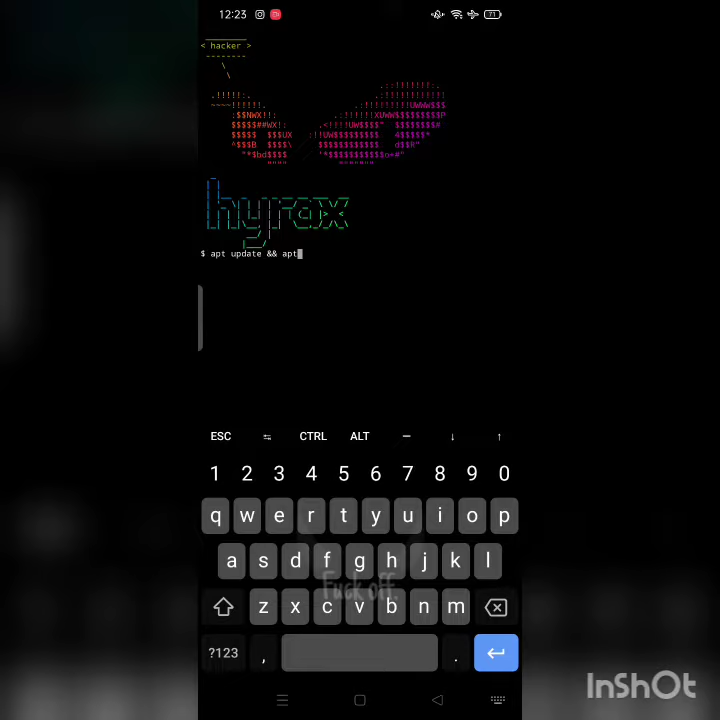 12:23 71
< hacker >
hyrax
$ apt update && apt
ESC CTRL ALT
1 2 3 4 5 6 7 8 9 0
q w e r t y u i o p
a s d f g h j k l
Fuck off.
z x c v b n m
?123 , .
InShOt